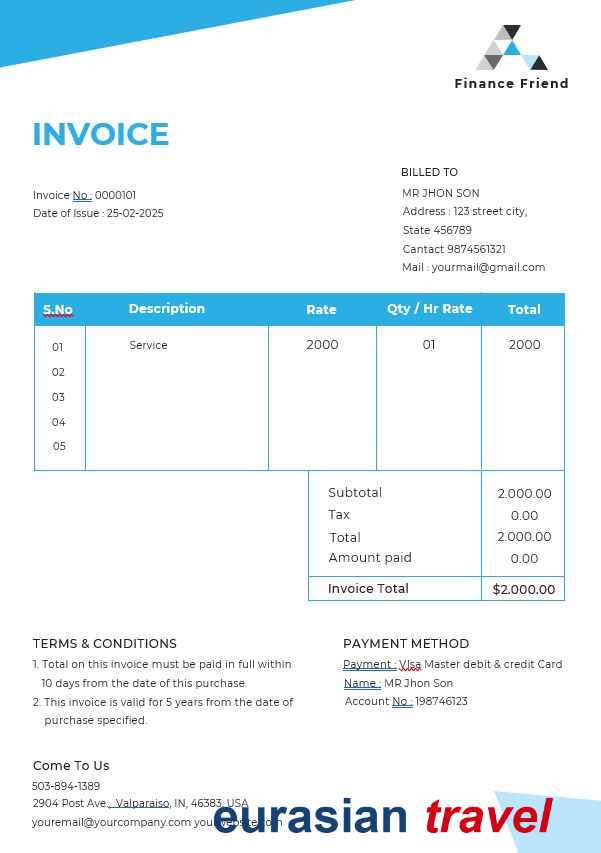 Finance Friend
INVOICE
Invoice No : 0000101
Date of Issue : 25-02-2025
BILLED TO
MR JHON SON
Address : 123 street city,
State 456789
Cantact 9874561321
Mail : yourmail@gmail.com
S.No Description Rate Qty / Hr Rate Total
01 Service 2000 01 2000
02
03
04
05
Subtotal 2.000.00
Tax 0.00
Total 2.000.00
Amount paid 0.00
Invoice Total $2.000.00
TERMS & CONDITIONS
1. Total on this invoice must be paid in full within
10 days from the date of this purchase.
2. This invoice is valid for 5 years from the date of
purchase specified.
PAYMENT METHOD
Payment : VIsa Master debit & credit Card
Name : MR Jhon Son
Account No : 198746123
Come To Us
503-894-1389
2904 Post Ave., Valparaiso, IN, 46383, USA
youremail@yourcompany.com
eurasian travel